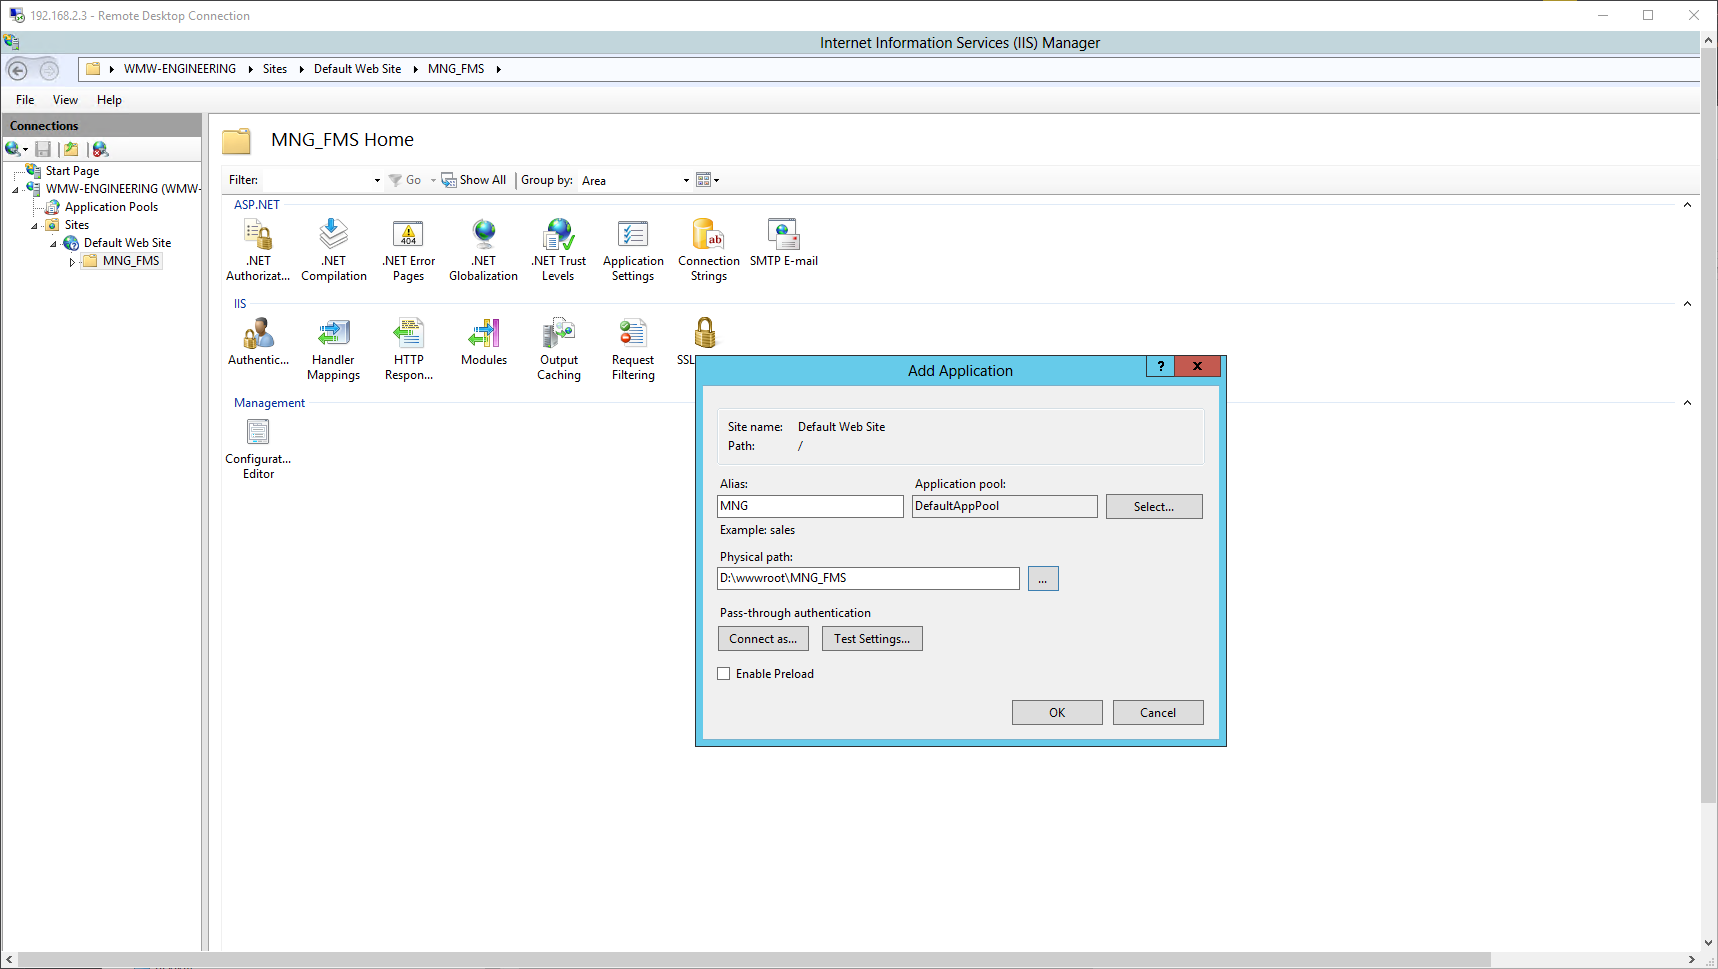 192.168.2.3 - Remote Desktop Connection
Internet Information Services (IIS) Manager
WMW-ENGINEERING Sites Default Web Site MNG_FMS
File View Help
Connections
Start Page
WMW-ENGINEERING (WMW-
Application Pools
Sites
Default Web Site
MNG_FMS
MNG_FMS Home
Filter: Go Show All Group by: Area
ASP.NET
.NET Authorizat...
.NET Compilation
.NET Error Pages
.NET Globalization
.NET Trust Levels
Application Settings
Connection Strings
SMTP E-mail
404
ab
IIS
Authentic...
Handler Mappings
HTTP Respon...
Modules
Output Caching
Request Filtering
SSL
Management
Configurat... Editor
Add Application
? x
Site name: Default Web Site
Path: /
Alias: Application pool:
MNG DefaultAppPool Select...
Example: sales
Physical path:
D:\wwwroot\MNG_FMS ...
Pass-through authentication
Connect as... Test Settings...
Enable Preload
OK Cancel